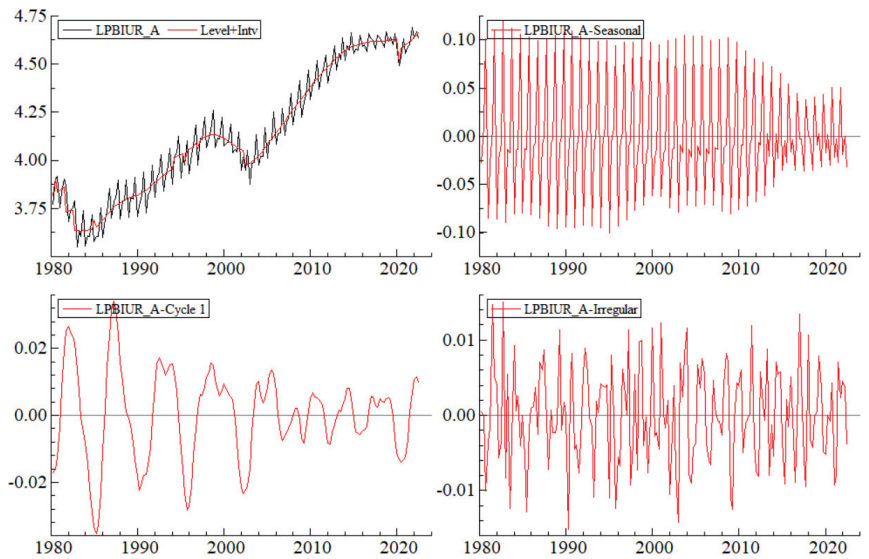 LPBIUR_A Level+Intv
4.75
4.50
4.25
4.00
3.75
1980 1990 2000 2010 2020
LPBIUR_A-Seasonal
0.10
0.05
0.00
-0.05
-0.10
1980 1990 2000 2010 2020
LPBIUR_A-Cycle 1
0.02
0.00
-0.02
1980 1990 2000 2010 2020
LPBIUR_A-Irregular
0.01
0.00
-0.01
1980 1990 2000 2010 2020